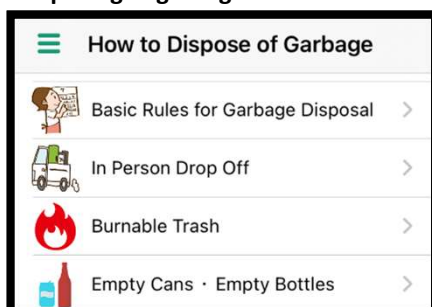 How to Dispose of Garbage
Basic Rules for Garbage Disposal
In Person Drop Off
Burnable Trash
Empty Cans・Empty Bottles